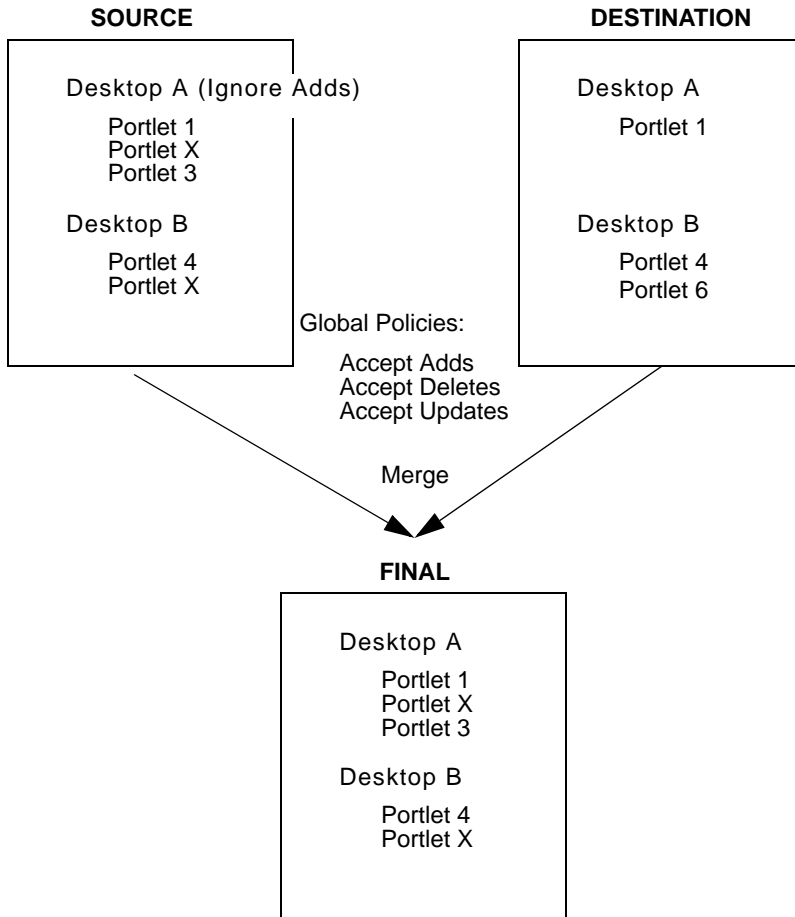 SOURCE
Desktop A (Ignore Adds)
Portlet 1
Portlet X
Portlet 3
Desktop B
Portlet 4
Portlet X
DESTINATION
Desktop A
Portlet 1
Desktop B
Portlet 4
Portlet 6
Global Policies:
Accept Adds
Accept Deletes
Accept Updates
Merge
FINAL
Desktop A
Portlet 1
Portlet X
Portlet 3
Desktop B
Portlet 4
Portlet X